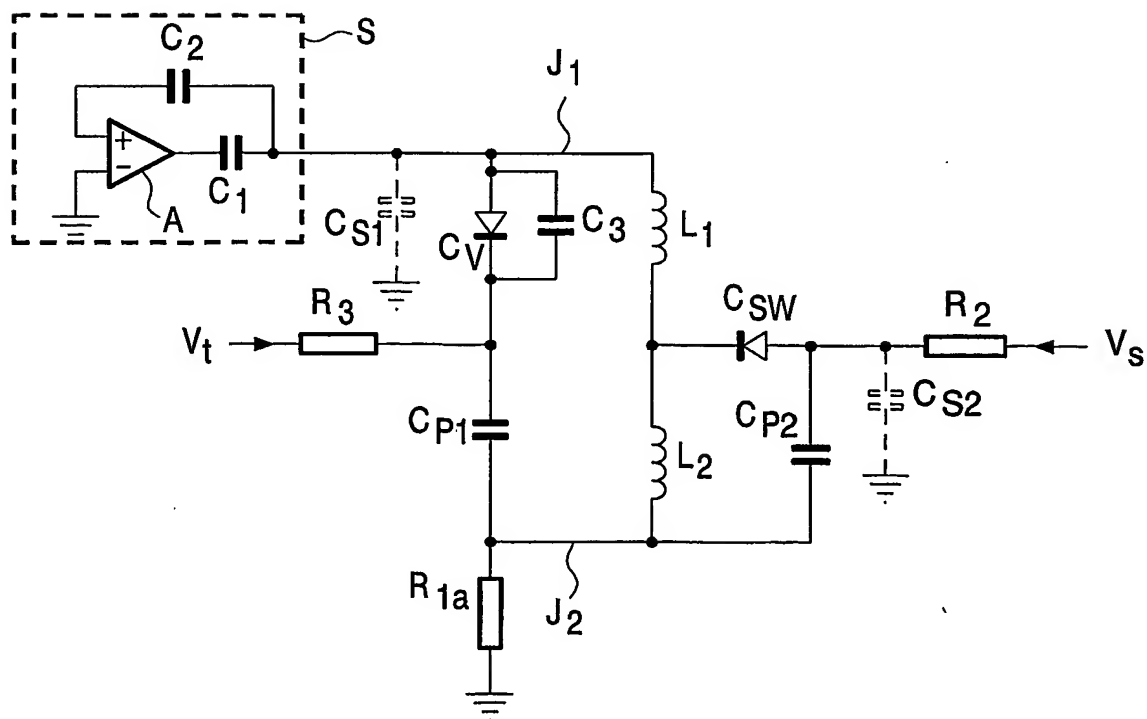 C2
S
J1
+
−
A
C1
CS1
CV
C3
L1
R3
Vt
CSW
R2
Vs
CP1
CP2
CS2
L2
R1a
J2